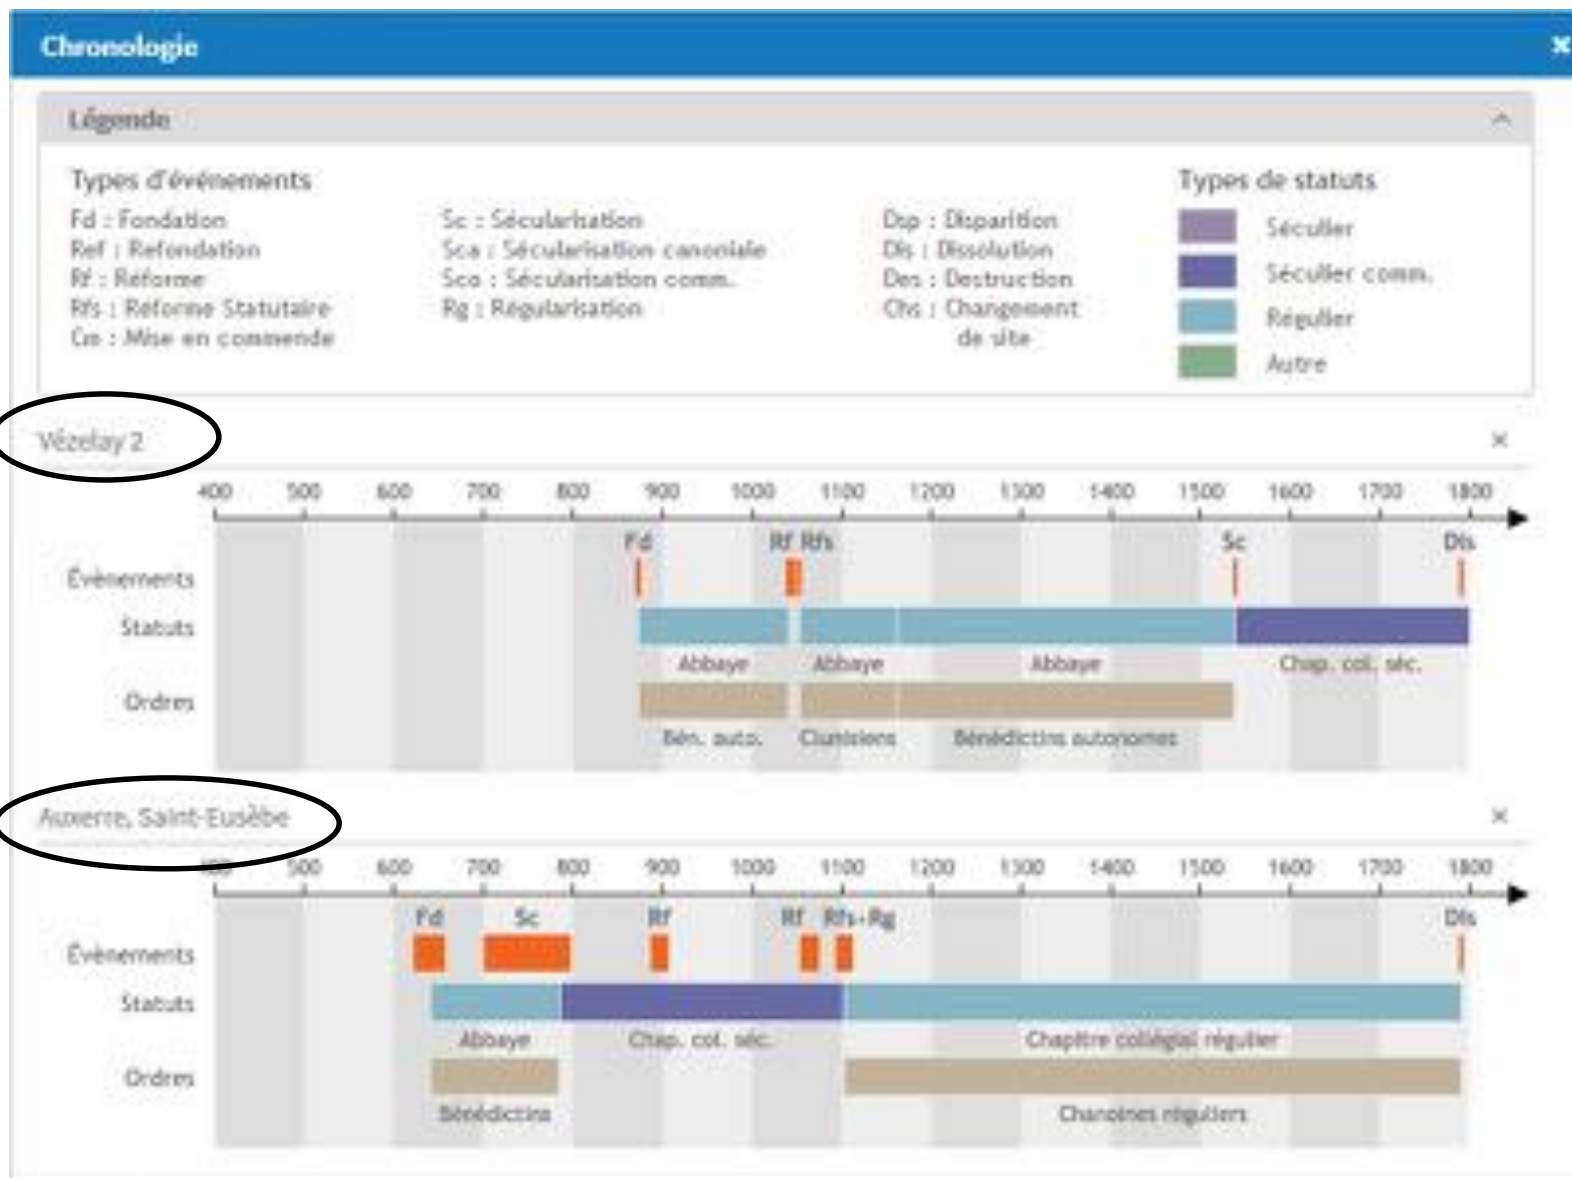 Chronologie
Légende
Types d'événements
Fd : Fondation
Ref : Refondation
Rf : Réforme
Rfs : Réforme Statutaire
Cm : Mise en commende
Sc : Sécularisation
Sca : Sécularisation canoniale
Sco : Sécularisation comm.
Rg : Régularisation
Dsp : Disparition
Dis : Dissolution
Des : Destruction
Chs : Changement
de site
Types de statuts
Séculier
Séculier comm.
Régulier
Autre
Vézelay 2
400 500 600 700 800 900 1000 1100 1200 1300 1400 1500 1600 1700 1800
Fd Rf Rfs Sc Dis
Évènements
Statuts
Abbaye Abbaye Abbaye Chap. col. séc.
Ordres
Bén. auto. Clunisiens Bénédictins autonomes
Auxerre, Saint-Eusèbe
400 500 600 700 800 900 1000 1100 1200 1300 1400 1500 1600 1700 1800
Fd Sc Rf Rf Rfs-Rg Dis
Évènements
Statuts
Abbaye Chap. col. séc. Chapitre collégial régulier
Ordres
Bénédictins Chanoines réguliers